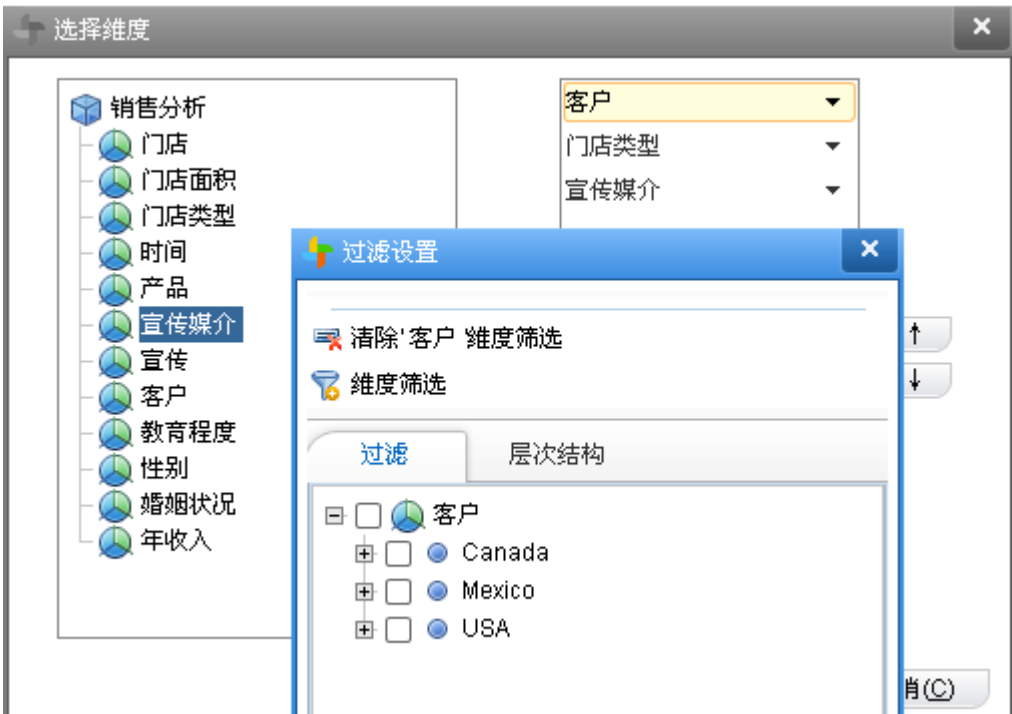 选择维度
销售分析
门店
门店面积
门店类型
时间
产品
宣传媒介
宣传
客户
教育程度
性别
婚姻状况
年收入
客户
门店类型
宣传媒介
过滤设置
清除'客户 '维度筛选
维度筛选
过滤 层次结构
客户
Canada
Mexico
USA
消(C)